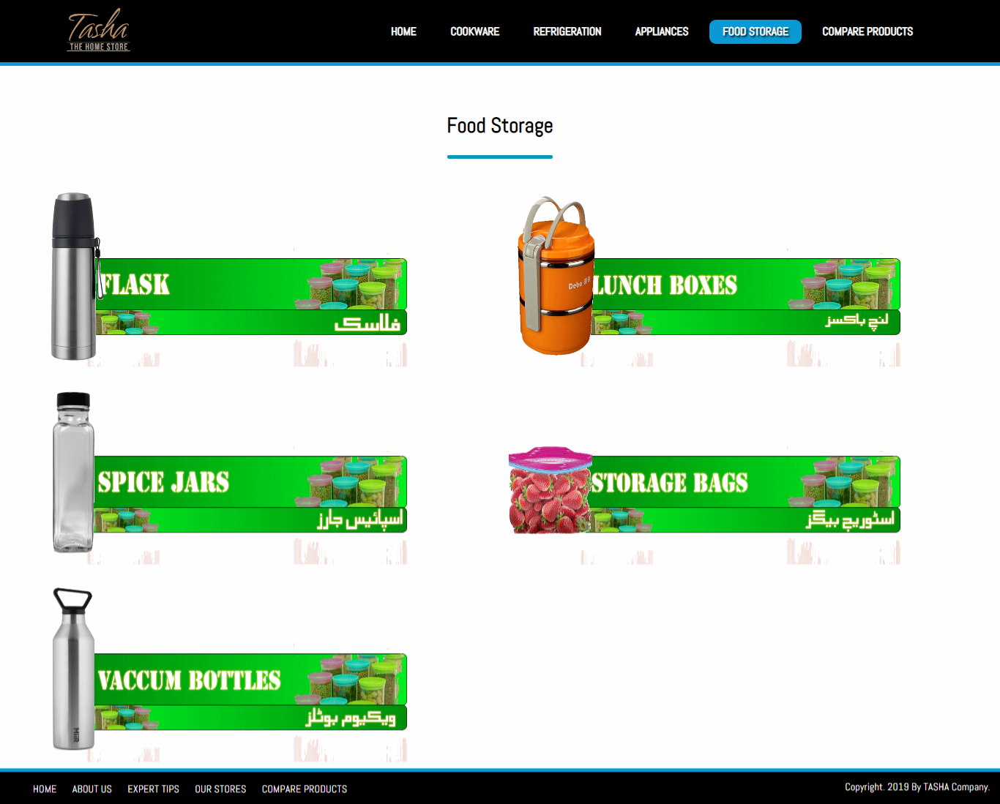 Tasha
THE HOME STORE
HOME COOKWARE REFRIGERATION APPLIANCES FOOD STORAGE COMPARE PRODUCTS
Food Storage
FLASK
فلاسک
Debo
LUNCH BOXES
لنچ باکسز
SPICE JARS
اسپائیس جارز
STORAGE BAGS
اسٹوریج بیگز
VACCUM BOTTLES
ویکیوم بوٹلز
MiiR
HOME ABOUT US EXPERT TIPS OUR STORES COMPARE PRODUCTS
Copyright. 2019 By TASHA Company.